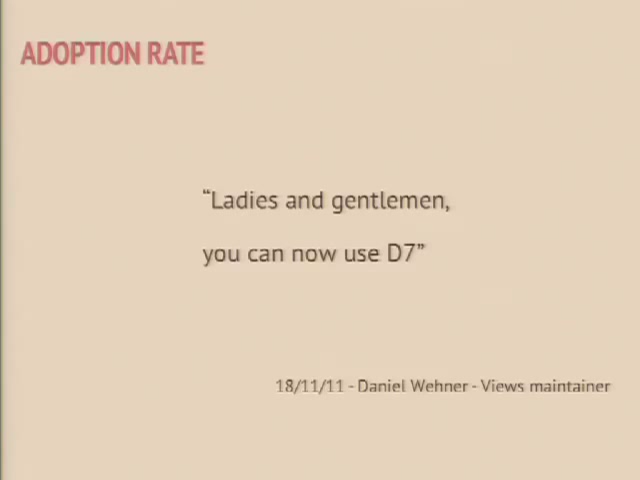 ADOPTION RATE
“Ladies and gentlemen,
you can now use D7”
18/11/11 - Daniel Wehner - Views maintainer